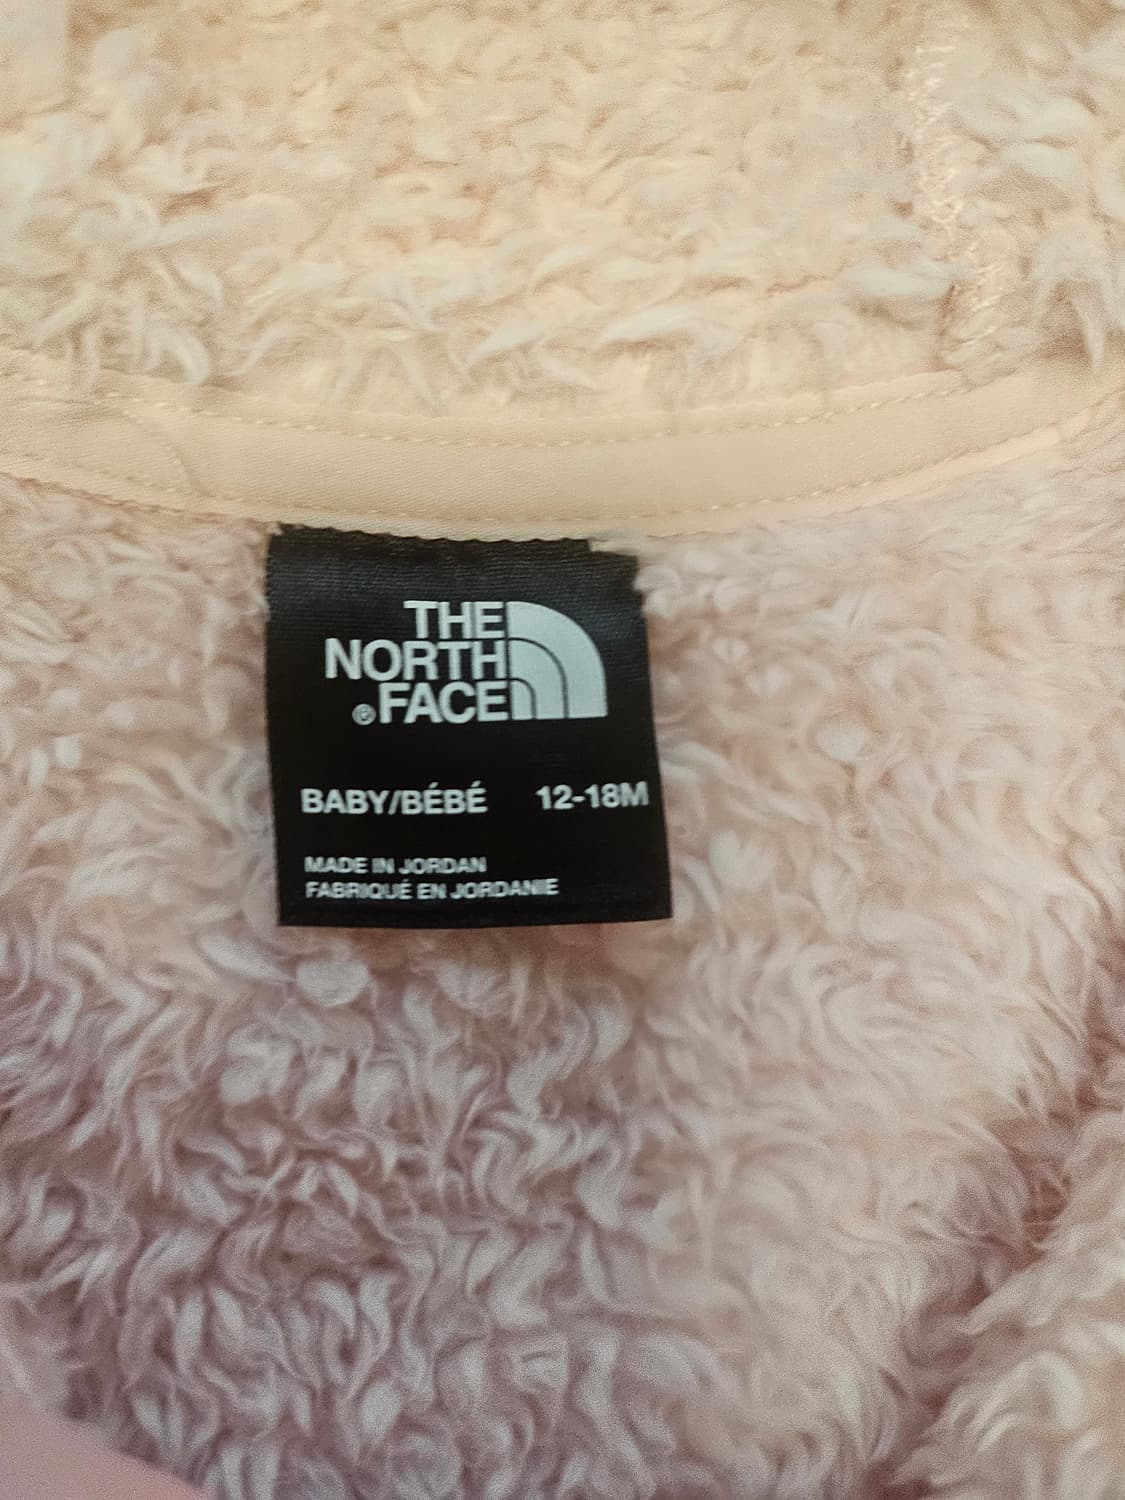 THE
NORTH
®FACE
BABY/BÉBÉ 12-18M
MADE IN JORDAN
FABRIQUÉ EN JORDANIE